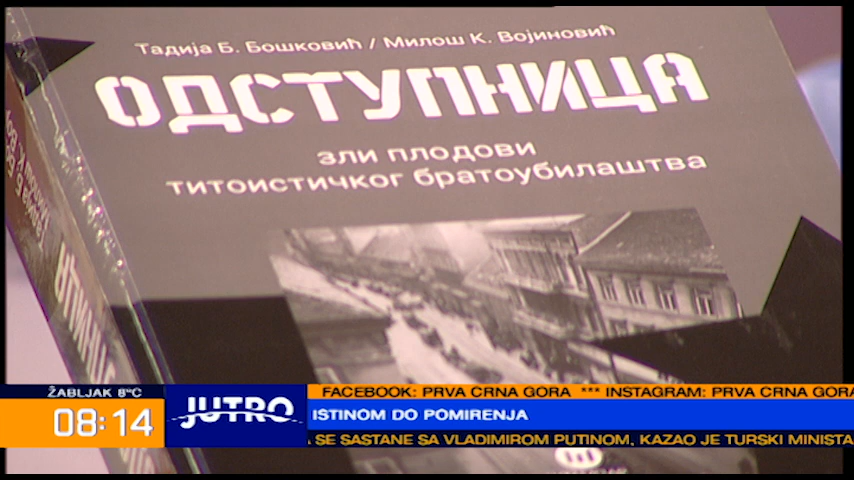 Тадија Б. Бошковић / Милош К. Војиновић
ОДСТУПНИЦА
зли плодови
титоистичког братоубилаштва
ŽABLJAK 8°C
FACEBOOK: PRVA CRNA GORA *** INSTAGRAM: PRVA CRNA GORA
08:14
JUTRO
ISTINOM DO POMIRENJA
SE SASTANE SA VLADIMIROM PUTINOM, KAZAO JE TURSKI MINISTA